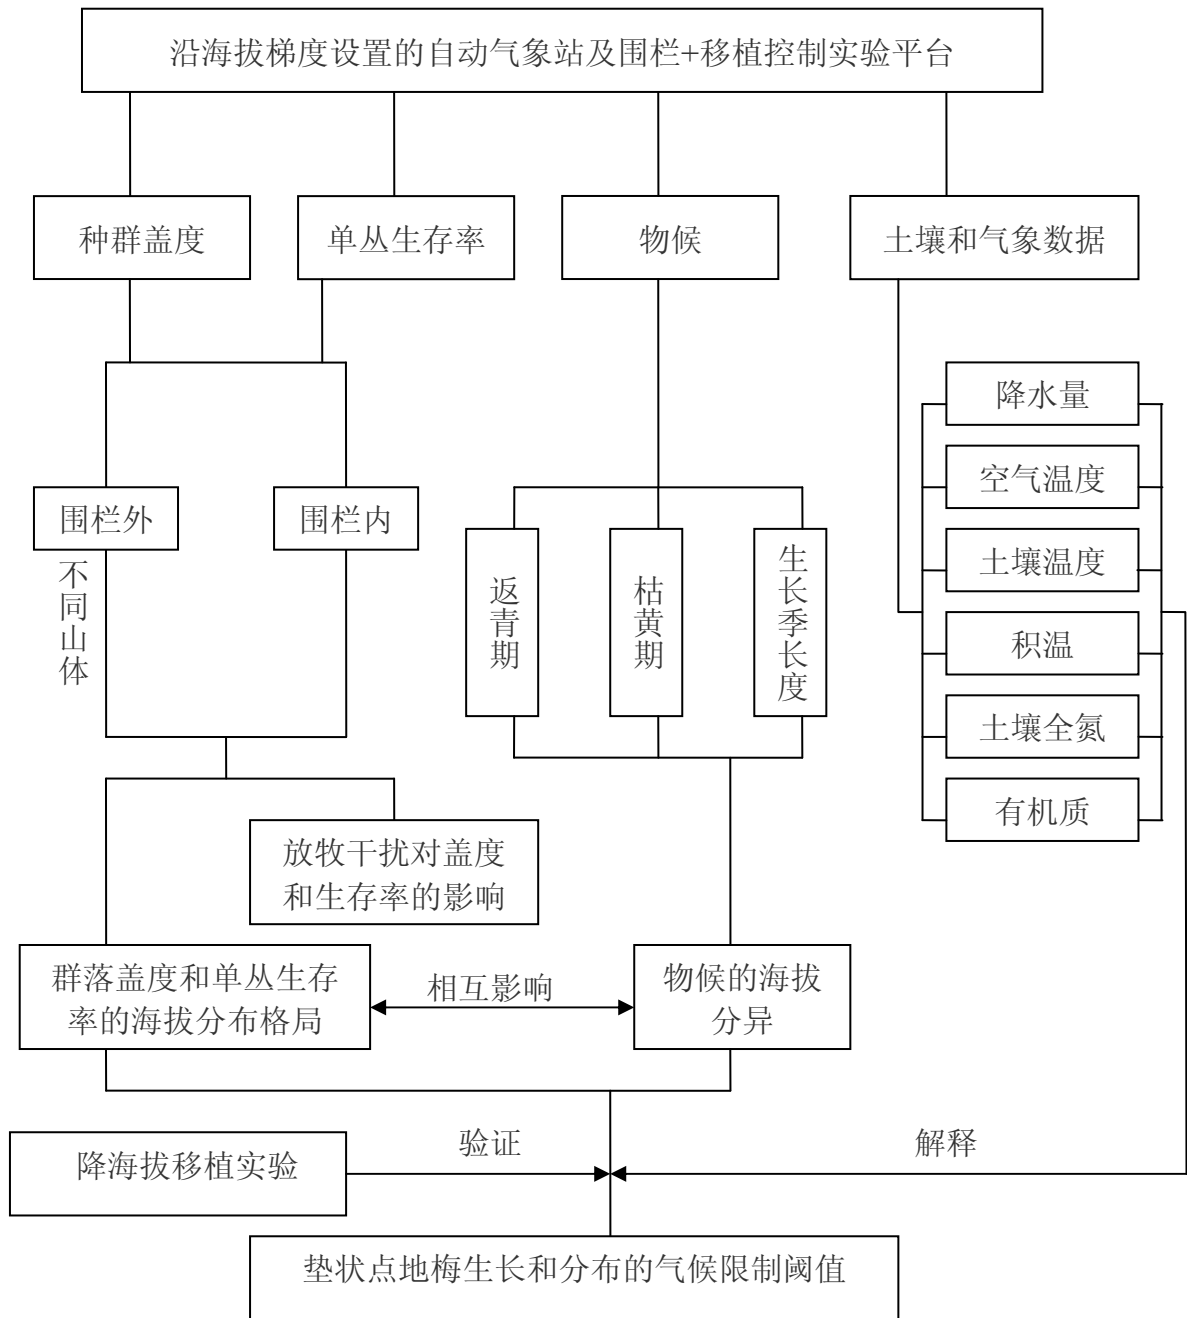 沿海拔梯度设置的自动气象站及围栏+移植控制实验平台
种群盖度
单丛生存率
物候
土壤和气象数据
降水量
空气温度
土壤温度
积温
土壤全氮
有机质
围栏外
围栏内
不同山体
返青期
枯黄期
生长季长度
放牧干扰对盖度
和生存率的影响
群落盖度和单丛生存
率的海拔分布格局
相互影响
物候的海拔
分异
降海拔移植实验
验证
解释
垫状点地梅生长和分布的气候限制阈值